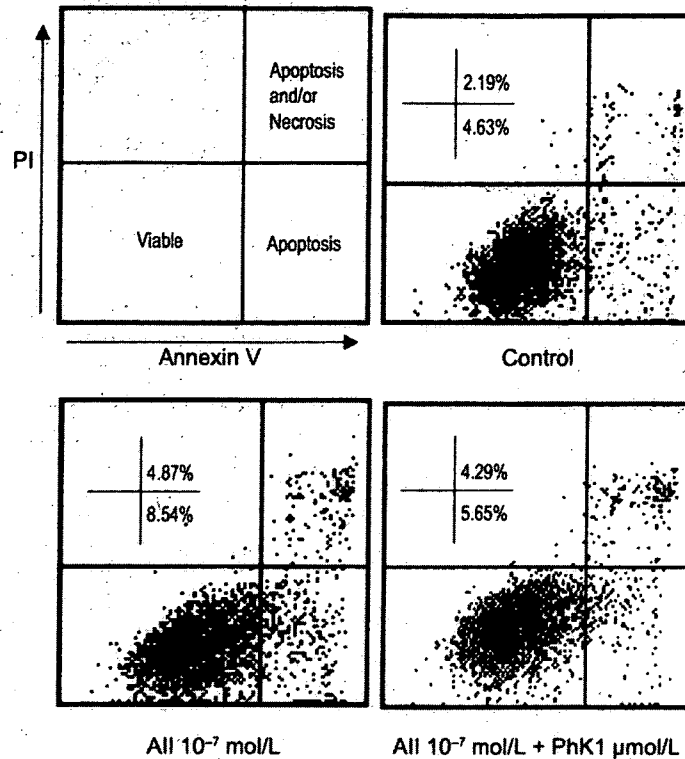 PI
Apoptosis
and/or
Necrosis
Viable
Apoptosis
Annexin V
2.19%
4.63%
Control
4.87%
8.54%
AII 10⁻⁷ mol/L
4.29%
5.65%
AII 10⁻⁷ mol/L + PhK1 µmol/L